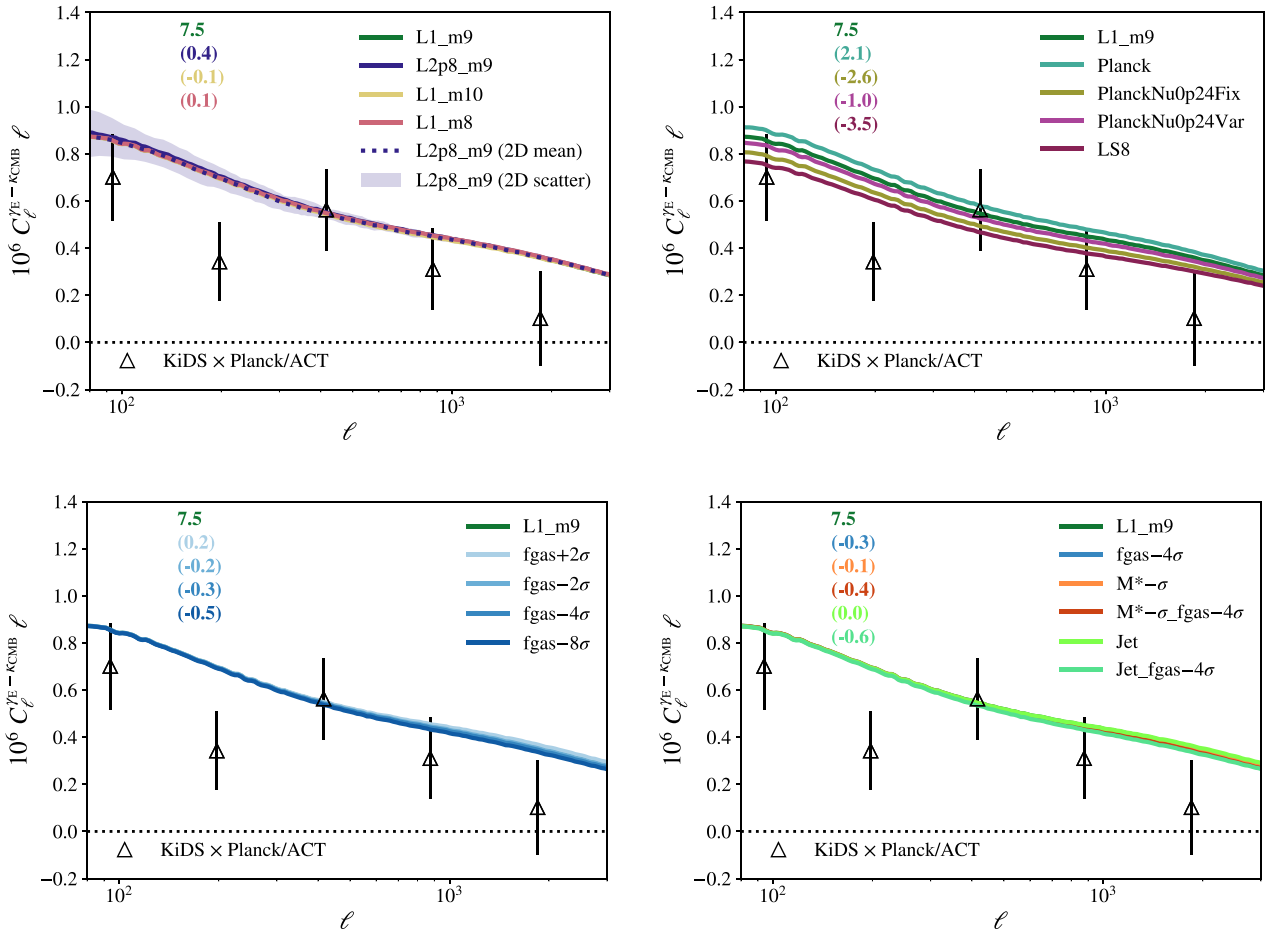 1.4
1.2
1.0
0.8
0.6
0.4
0.2
0.0
−0.2
10⁶ C_ℓ^{γ_E − κ_CMB} ℓ
7.5
(0.4)
(-0.1)
(0.1)
L1_m9
L2p8_m9
L1_m10
L1_m8
L2p8_m9 (2D mean)
L2p8_m9 (2D scatter)
KiDS × Planck/ACT
10²
10³
ℓ
1.4
1.2
1.0
0.8
0.6
0.4
0.2
0.0
−0.2
10⁶ C_ℓ^{γ_E − κ_CMB} ℓ
7.5
(2.1)
(-2.6)
(-1.0)
(-3.5)
L1_m9
Planck
PlanckNu0p24Fix
PlanckNu0p24Var
LS8
KiDS × Planck/ACT
10²
10³
ℓ
1.4
1.2
1.0
0.8
0.6
0.4
0.2
0.0
−0.2
10⁶ C_ℓ^{γ_E − κ_CMB} ℓ
7.5
(0.2)
(-0.2)
(-0.3)
(-0.5)
L1_m9
fgas+2σ
fgas−2σ
fgas−4σ
fgas−8σ
KiDS × Planck/ACT
10²
10³
ℓ
1.4
1.2
1.0
0.8
0.6
0.4
0.2
0.0
−0.2
10⁶ C_ℓ^{γ_E − κ_CMB} ℓ
7.5
(-0.3)
(-0.1)
(-0.4)
(0.0)
(-0.6)
L1_m9
fgas−4σ
M*−σ
M*−σ_fgas−4σ
Jet
Jet_fgas−4σ
KiDS × Planck/ACT
10²
10³
ℓ